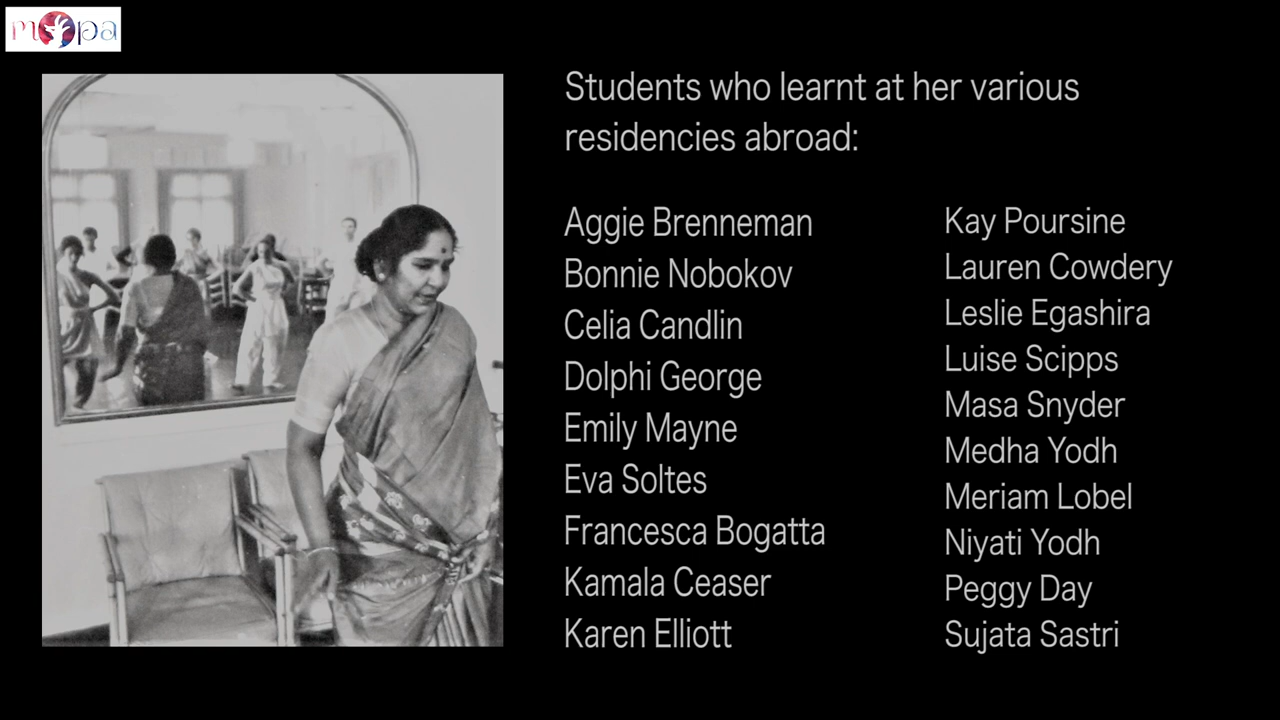 mopa
Students who learnt at her various
residencies abroad:
Aggie Brenneman
Bonnie Nobokov
Celia Candlin
Dolphi George
Emily Mayne
Eva Soltes
Francesca Bogatta
Kamala Ceaser
Karen Elliott
Kay Poursine
Lauren Cowdery
Leslie Egashira
Luise Scipps
Masa Snyder
Medha Yodh
Meriam Lobel
Niyati Yodh
Peggy Day
Sujata Sastri